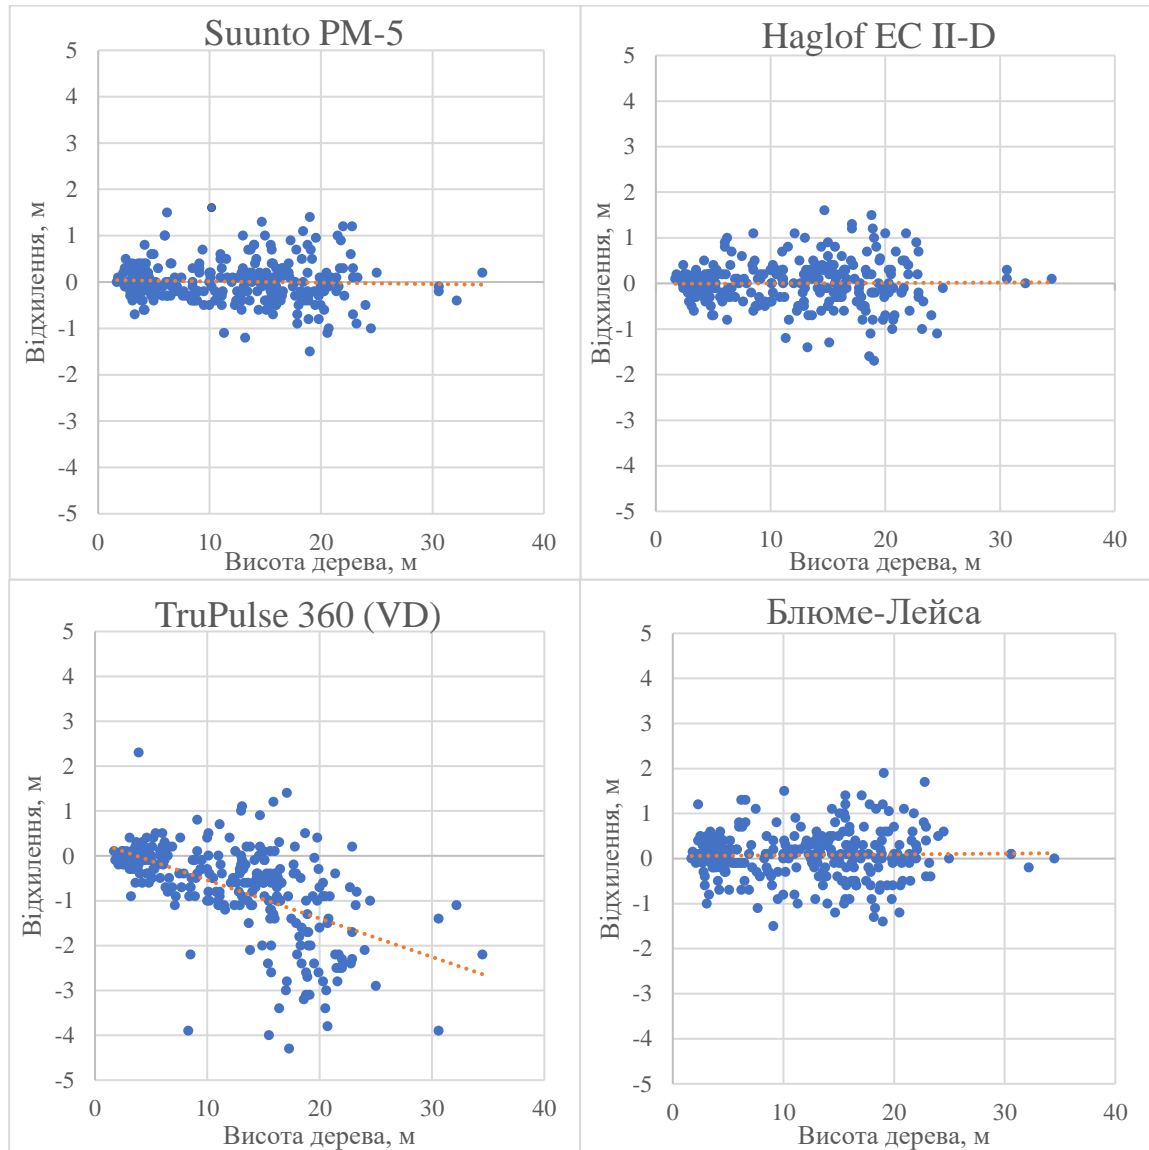 Suunto PM-5
5
4
3
2
1
0
-1
-2
-3
-4
-5
Відхилення, м
0 10 20 30 40
Висота дерева, м
Haglof EC II-D
5
4
3
2
1
0
-1
-2
-3
-4
-5
Відхилення, м
0 10 20 30 40
Висота дерева, м
TruPulse 360 (VD)
5
4
3
2
1
0
-1
-2
-3
-4
-5
Відхилення, м
0 10 20 30 40
Висота дерева, м
Блюме-Лейса
5
4
3
2
1
0
-1
-2
-3
-4
-5
Відхилення, м
0 10 20 30 40
Висота дерева, м